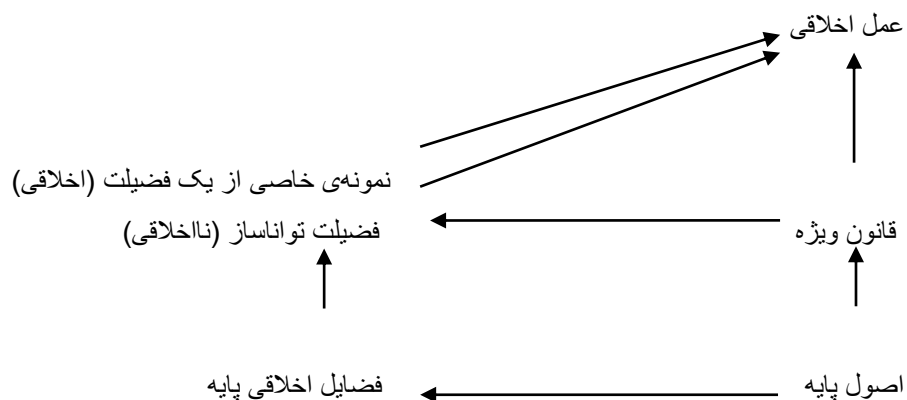 عمل اخلاقی
نمونه‌ی خاصی از یک فضیلت (اخلاقی)
قانون ویژه
فضیلت تواناساز (نااخلاقی)
اصول پایه
فضایل اخلاقی پایه